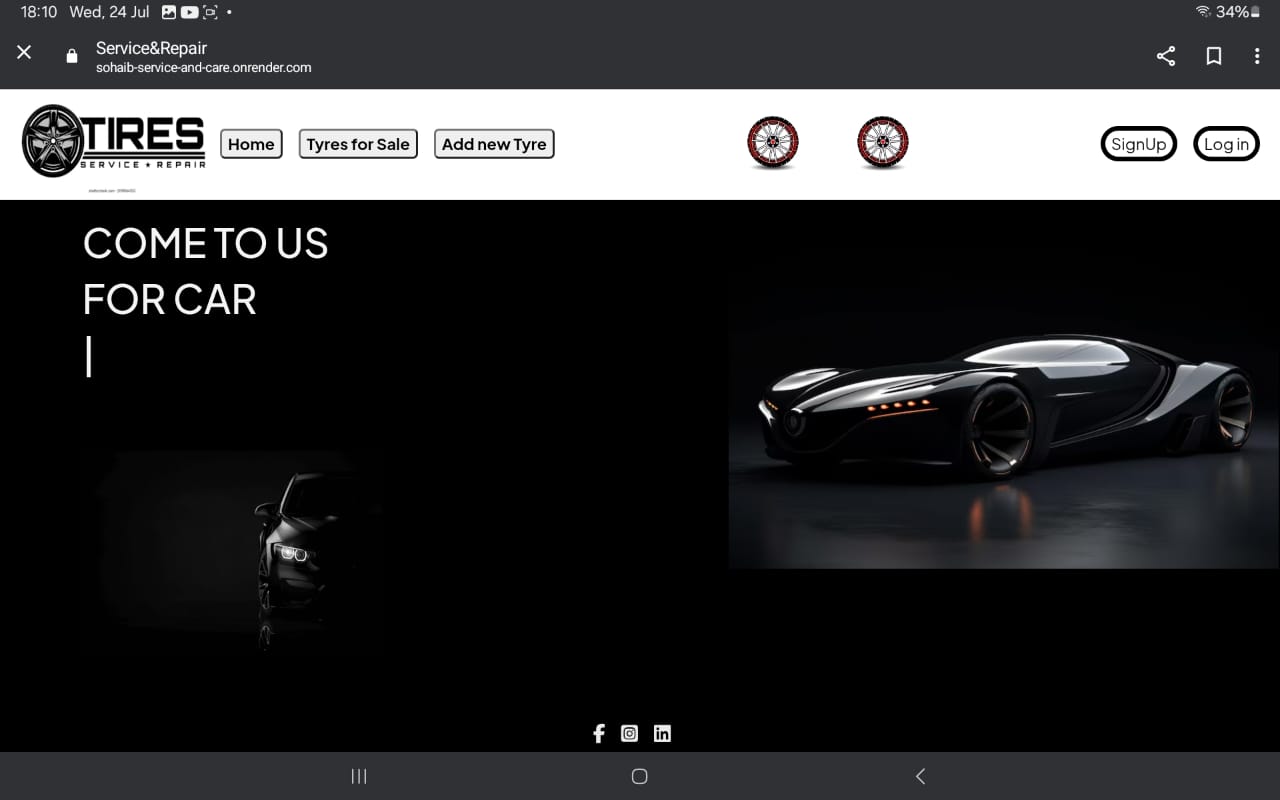 18:10 Wed, 24 Jul 34%
Service&Repair
sohaib-service-and-care.onrender.com
TIRES
SERVICE ★ REPAIR
Home
Tyres for Sale
Add new Tyre
SignUp
Log in
COME TO US
FOR CAR